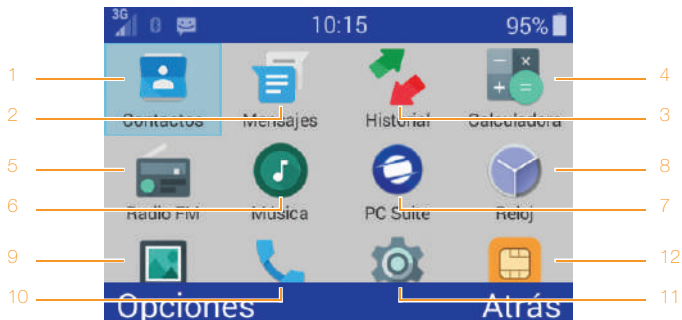 3G 10:15 95%
1 4
Contactos Mensajes Historial Calculadora
2 3
5 8
Radio FM Música PC Suite Reloj
6 7
9 12
10 11
Opciones Atrás